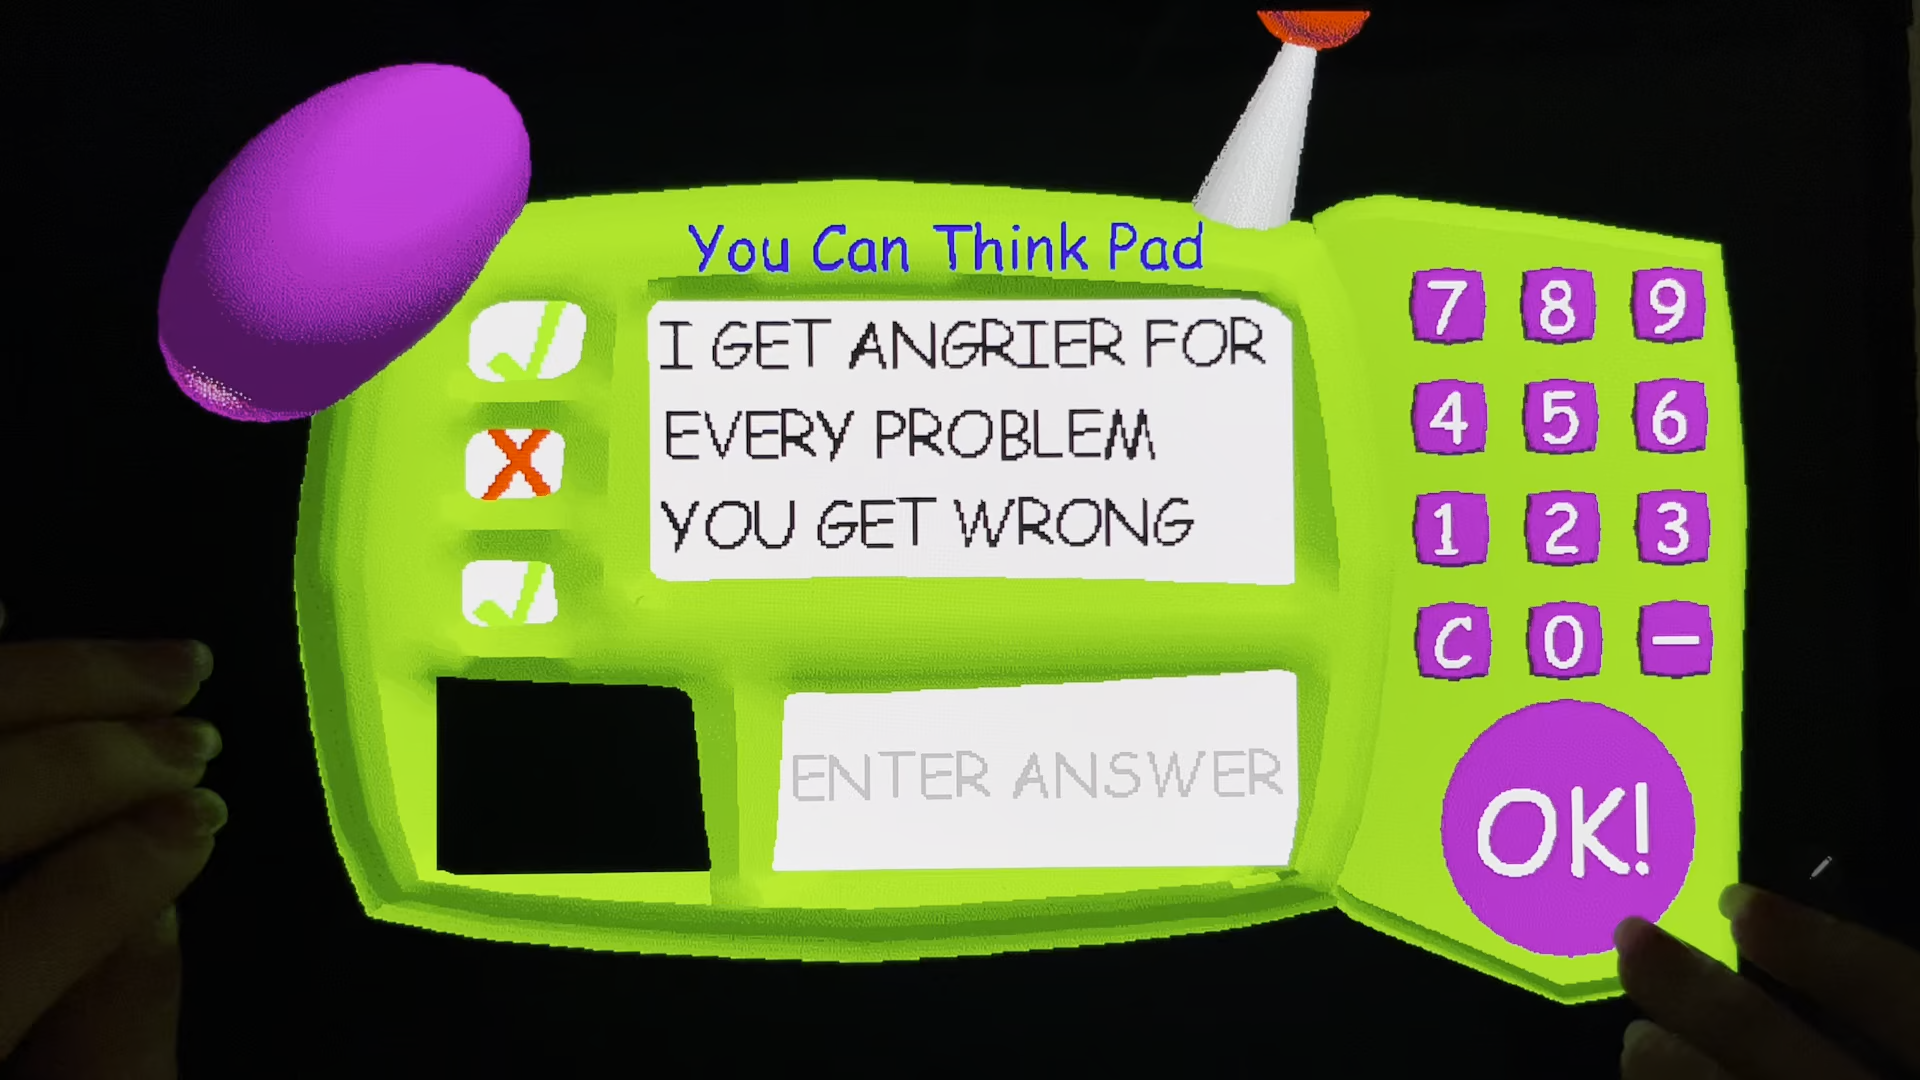 You Can Think Pad
I GET ANGRIER FOR
EVERY PROBLEM
YOU GET WRONG
ENTER ANSWER
7 8 9
4 5 6
1 2 3
C 0 —
OK!